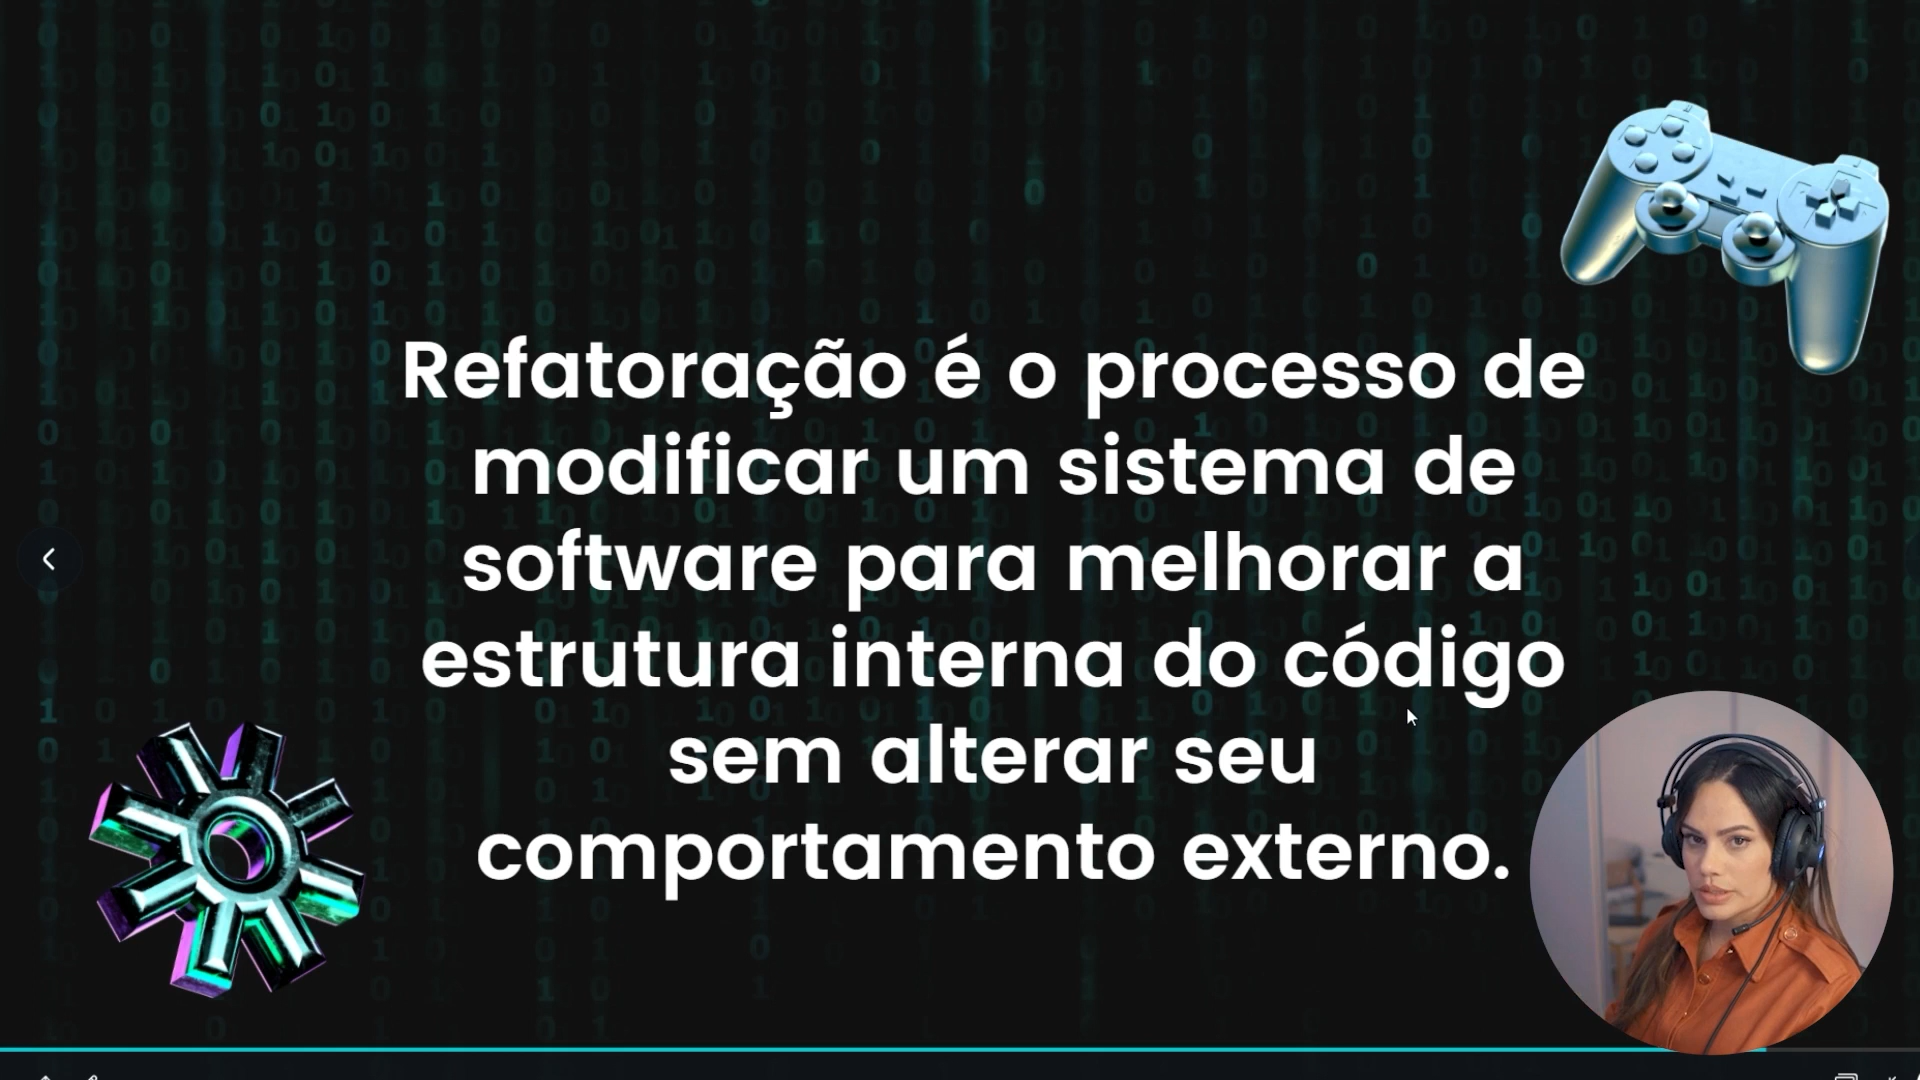 Refatoração é o processo de
modificar um sistema de
software para melhorar a
estrutura interna do código
sem alterar seu
comportamento externo.